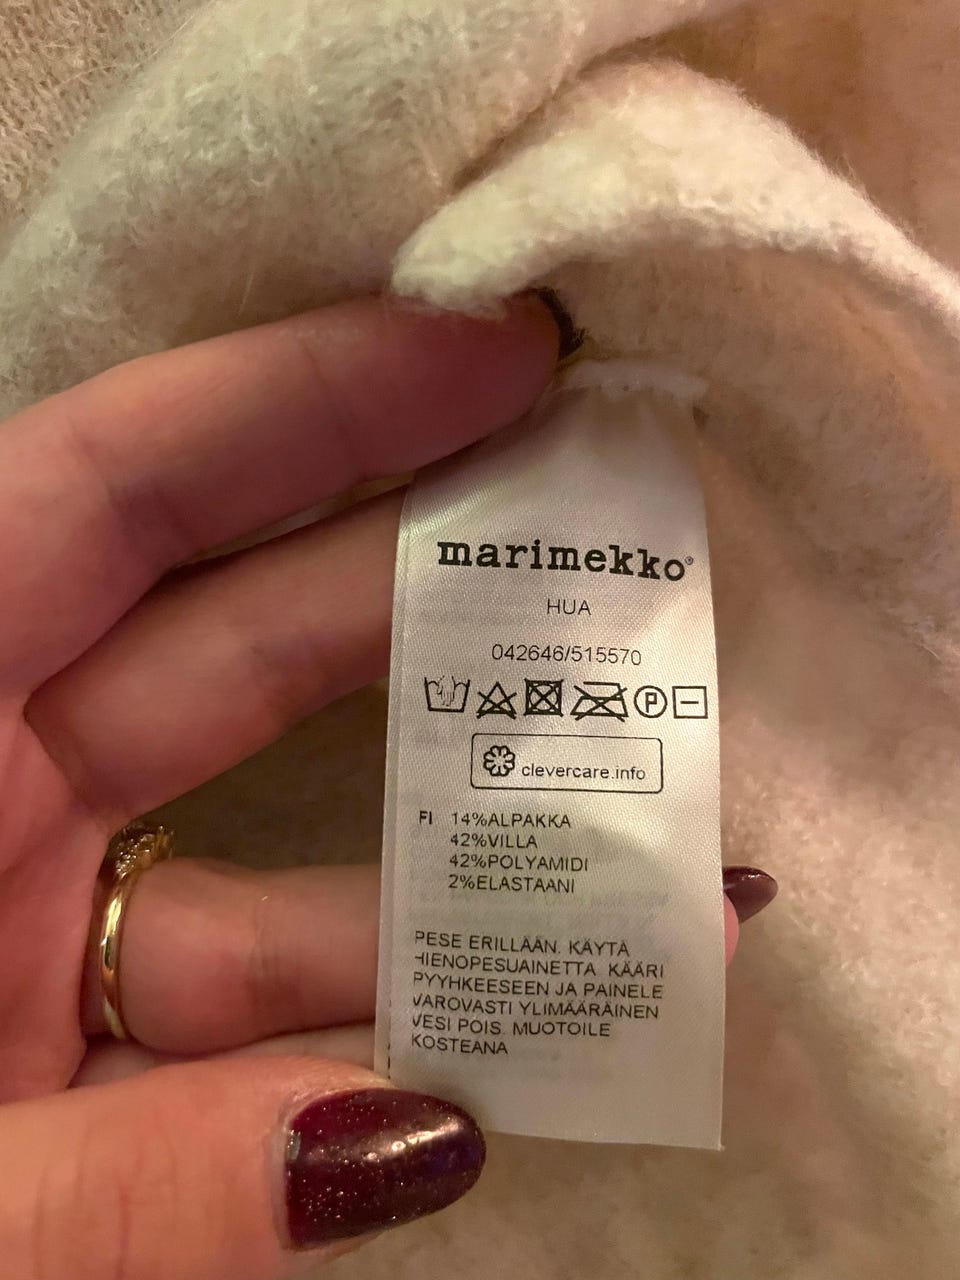 marimekko®
HUA
042646/515570
P
clevercare.info
FI 14%ALPAKKA
42%VILLA
42%POLYAMIDI
2%ELASTAANI
PESE ERILLÄÄN. KÄYTÄ
HIENOPESUAINETTA KÄÄRI
PYYHKEESEEN JA PAINELE
VAROVASTI YLIMÄÄRÄINEN
VESI POIS. MUOTOILE
KOSTEANA